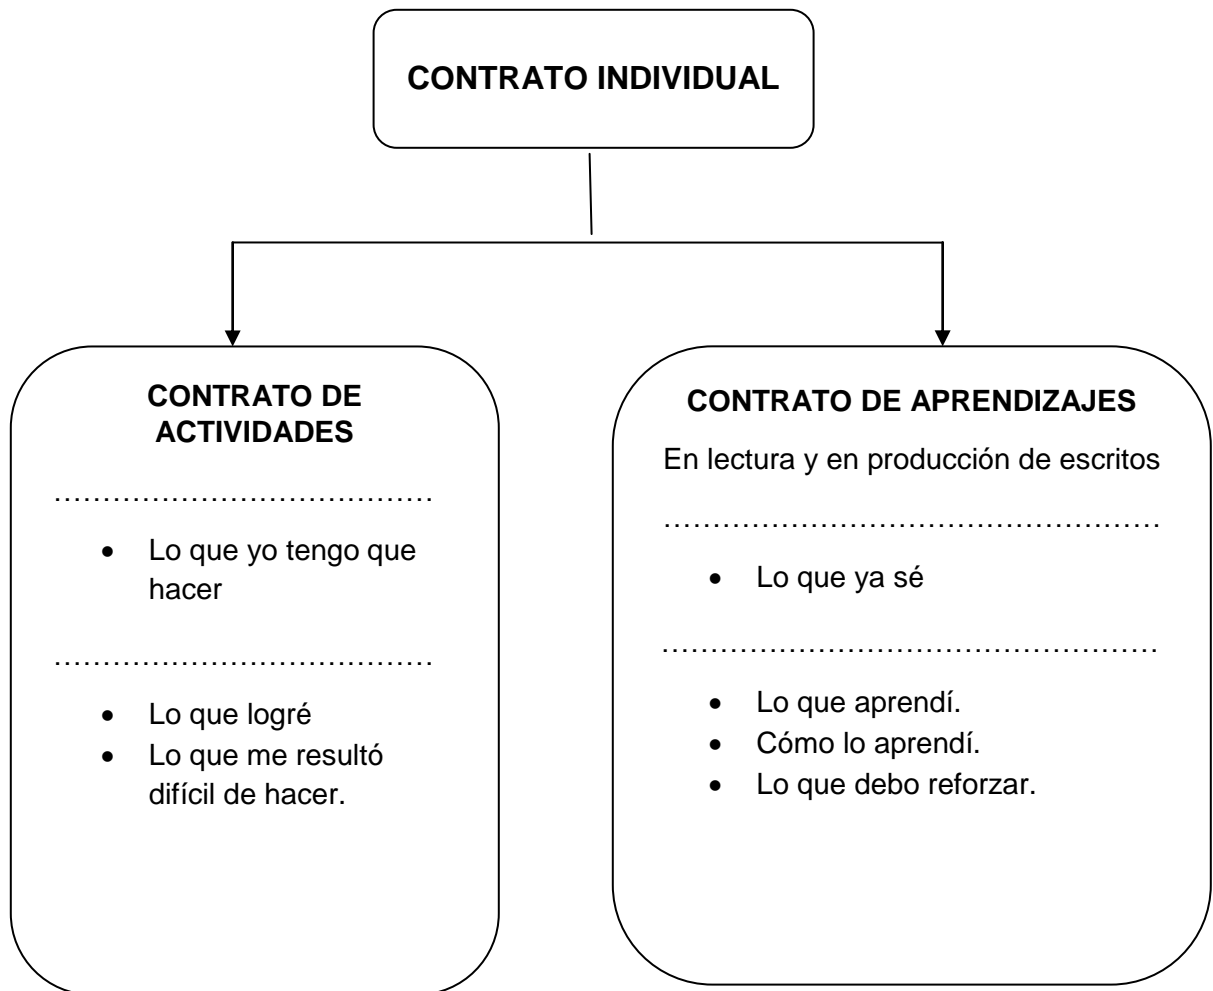 CONTRATO INDIVIDUAL
CONTRATO DE
ACTIVIDADES
……………………………………
• Lo que yo tengo que
hacer
……………………………………
• Lo que logré
• Lo que me resultó
difícil de hacer.
CONTRATO DE APRENDIZAJES
En lectura y en producción de escritos
……………………………………………
• Lo que ya sé
……………………………………………
• Lo que aprendí.
• Cómo lo aprendí.
• Lo que debo reforzar.